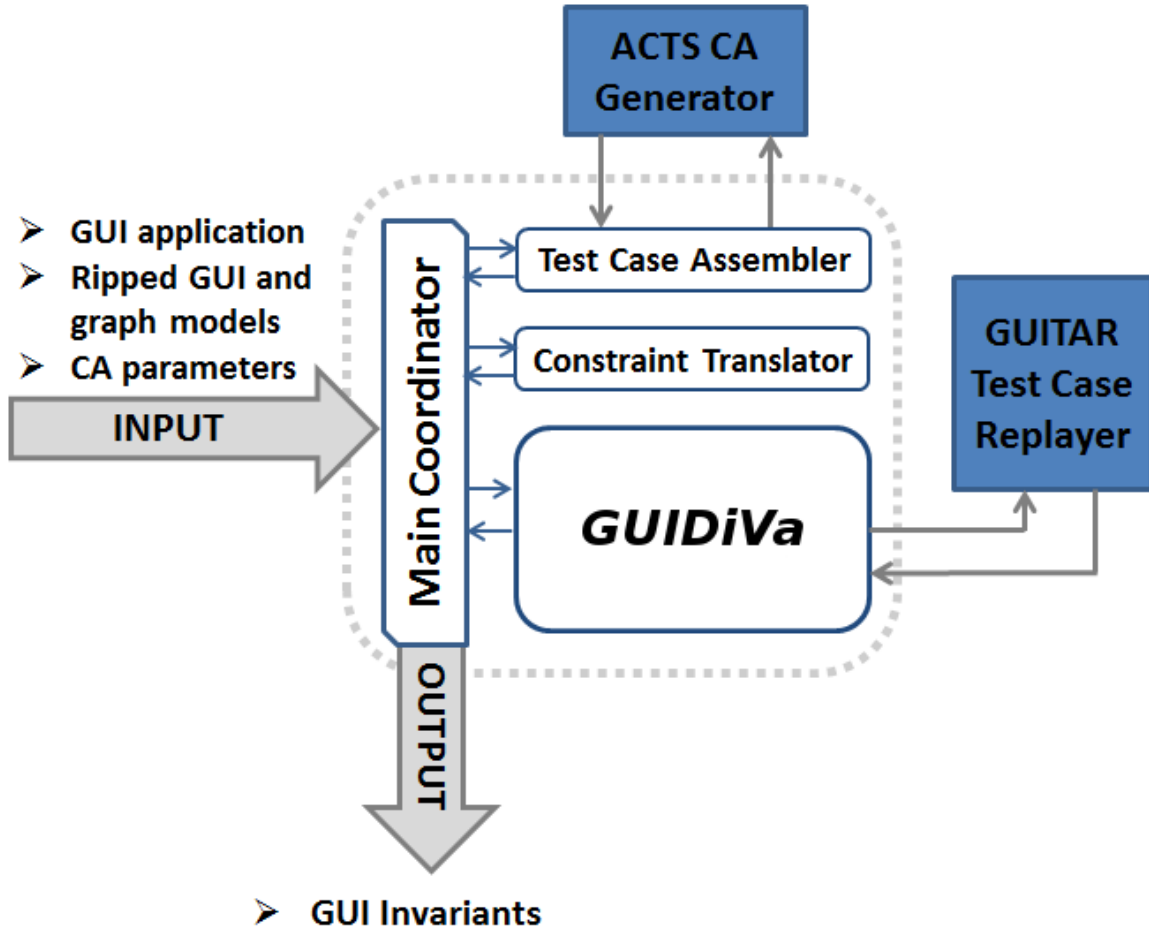 ACTS CA
Generator
➤ GUI application
➤ Ripped GUI and
graph models
➤ CA parameters
INPUT
Main Coordinator
Test Case Assembler
Constraint Translator
GUIDiVa
GUITAR
Test Case
Replayer
OUTPUT
➤ GUI Invariants